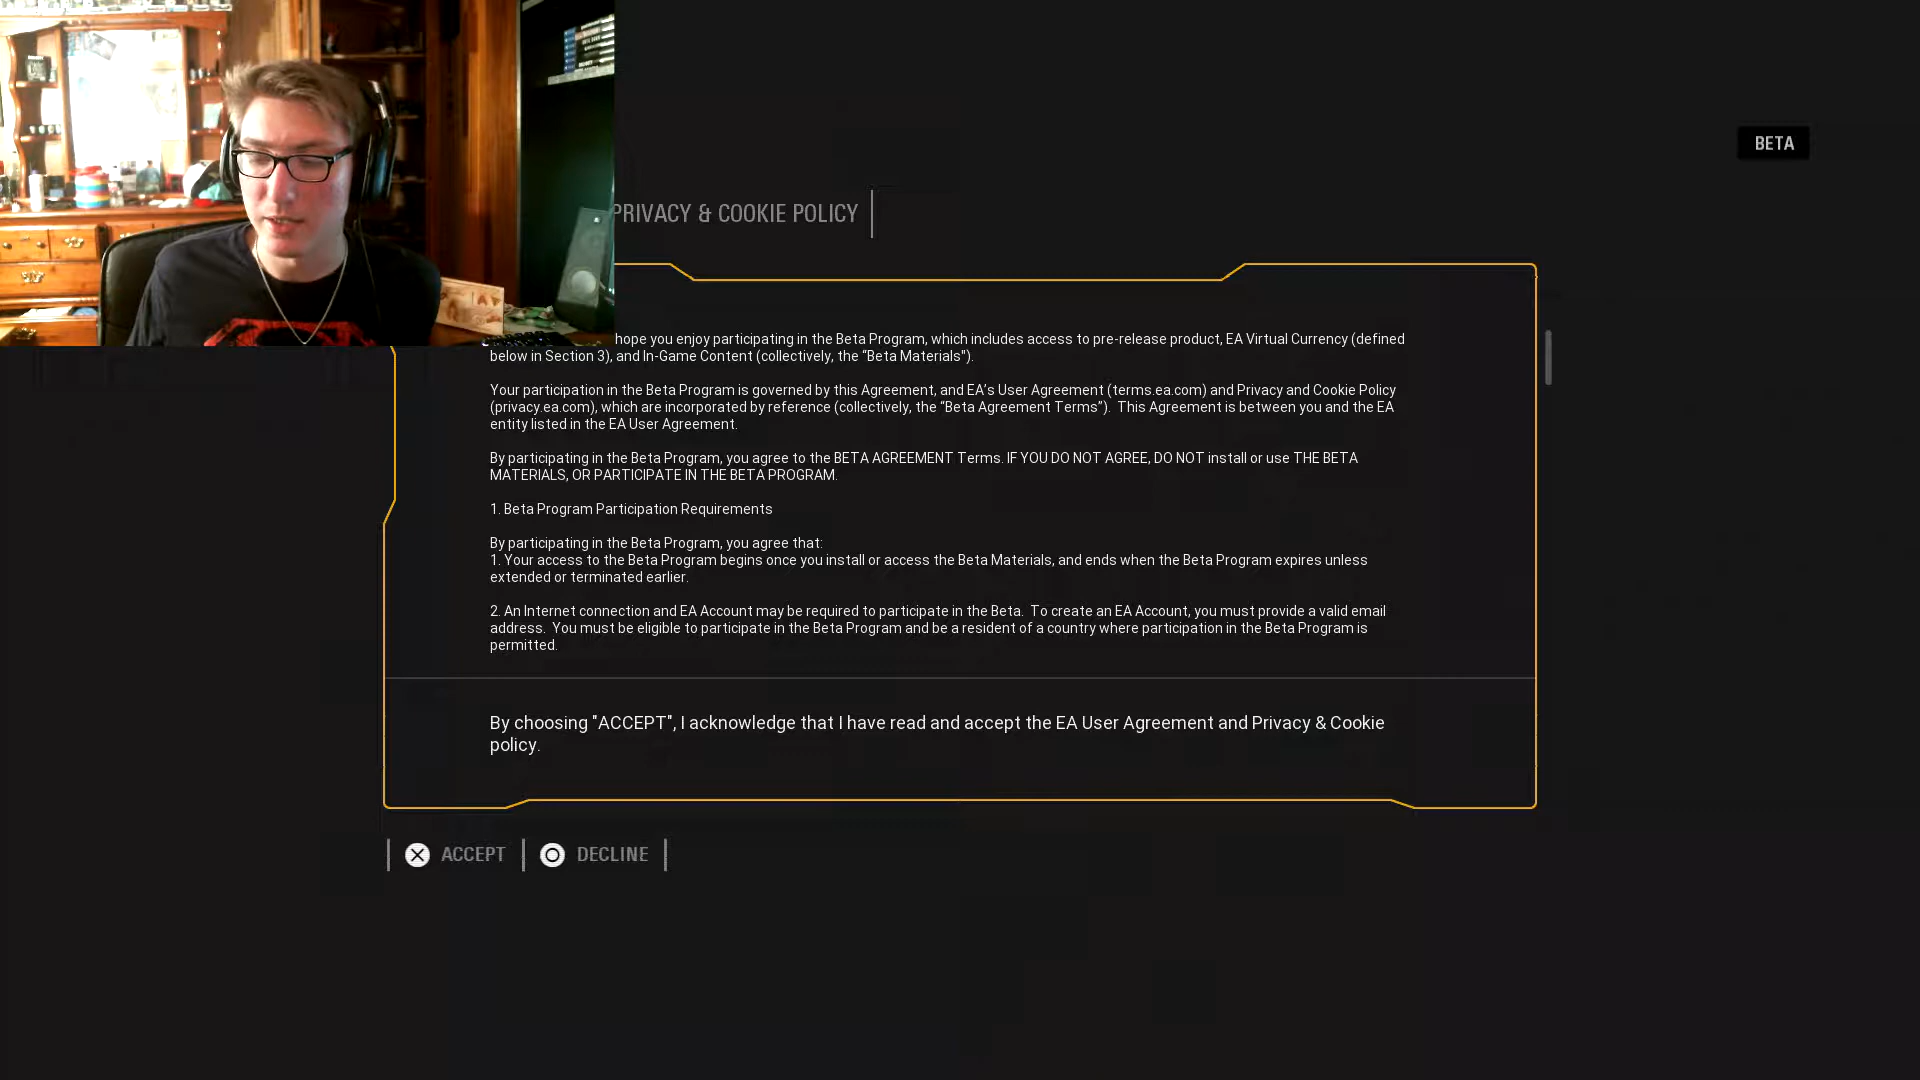 BETA
PRIVACY & COOKIE POLICY
hope you enjoy participating in the Beta Program, which includes access to pre-release product, EA Virtual Currency (defined
below in Section 3), and In-Game Content (collectively, the “Beta Materials").
Your participation in the Beta Program is governed by this Agreement, and EA’s User Agreement (terms.ea.com) and Privacy and Cookie Policy
(privacy.ea.com), which are incorporated by reference (collectively, the “Beta Agreement Terms”).  This Agreement is between you and the EA
entity listed in the EA User Agreement.
By participating in the Beta Program, you agree to the BETA AGREEMENT Terms. IF YOU DO NOT AGREE, DO NOT install or use THE BETA
MATERIALS, OR PARTICIPATE IN THE BETA PROGRAM.
1. Beta Program Participation Requirements
By participating in the Beta Program, you agree that:
1. Your access to the Beta Program begins once you install or access the Beta Materials, and ends when the Beta Program expires unless
extended or terminated earlier.
2. An Internet connection and EA Account may be required to participate in the Beta.  To create an EA Account, you must provide a valid email
address.  You must be eligible to participate in the Beta Program and be a resident of a country where participation in the Beta Program is
permitted.
By choosing "ACCEPT", I acknowledge that I have read and accept the EA User Agreement and Privacy & Cookie
policy.
ACCEPT
DECLINE